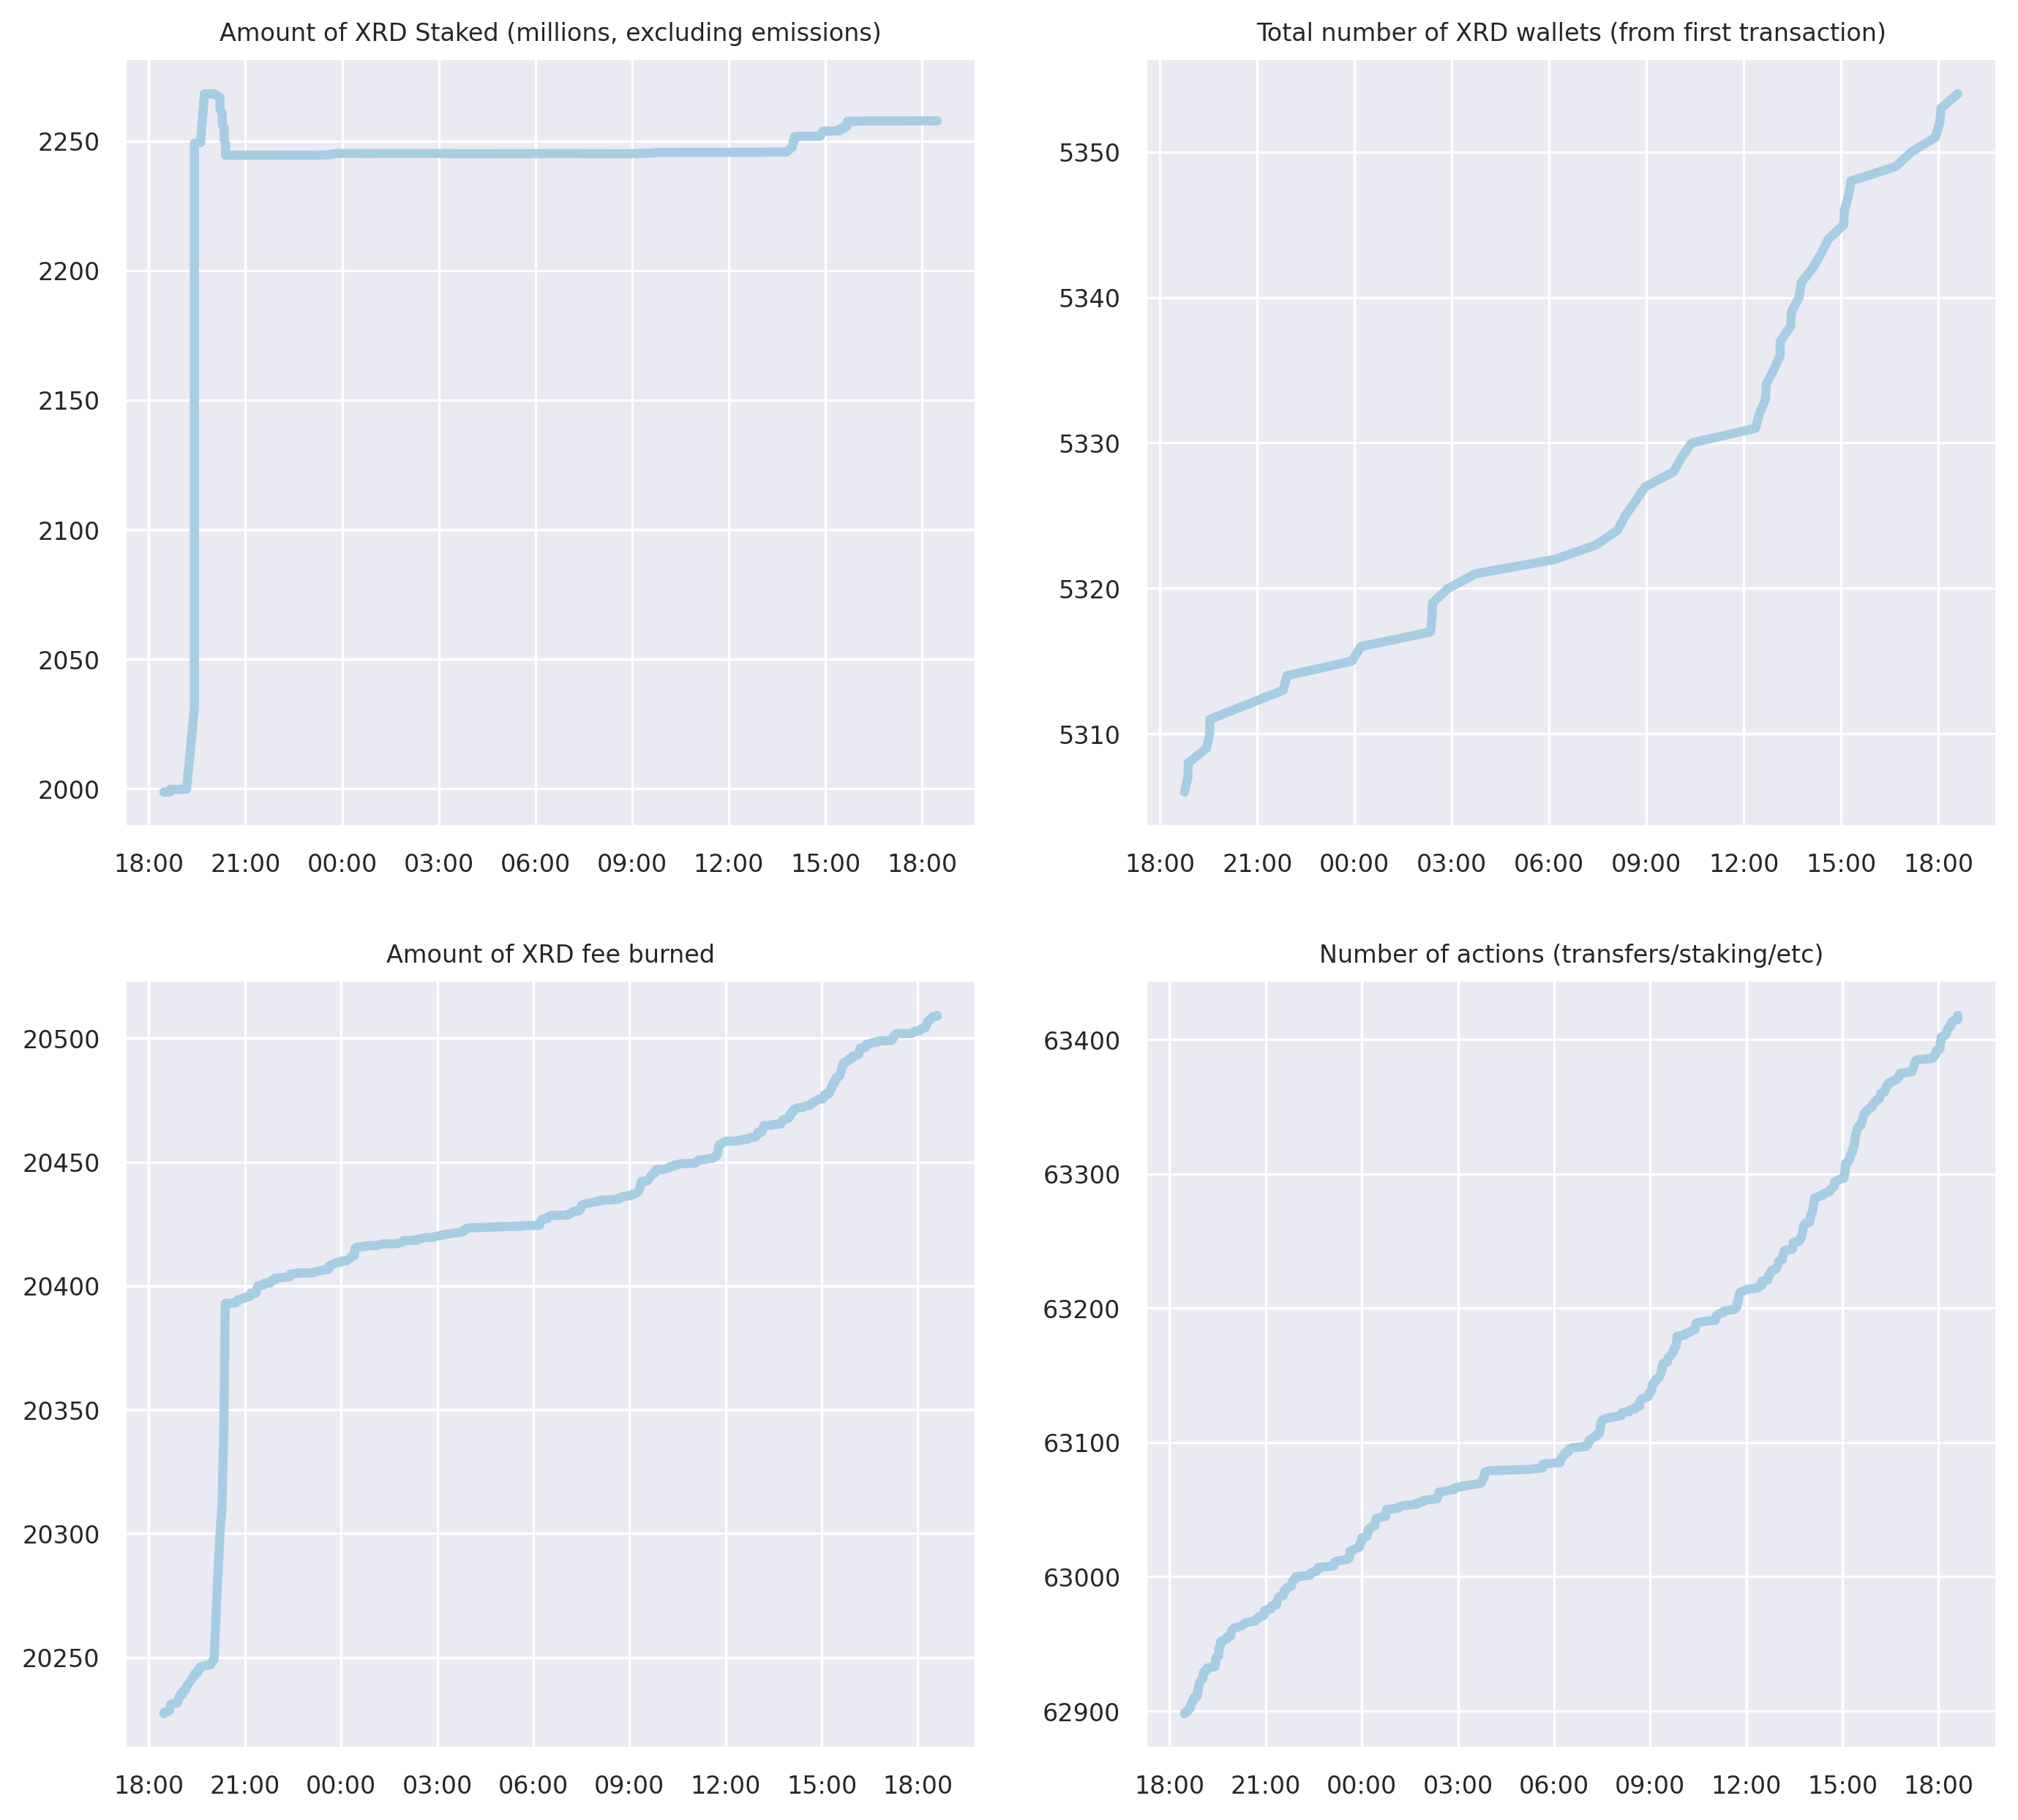 Amount of XRD Staked (millions, excluding emissions)
2250
2200
2150
2100
2050
2000
18:00 21:00 00:00 03:00 06:00 09:00 12:00 15:00 18:00
Total number of XRD wallets (from first transaction)
5350
5340
5330
5320
5310
18:00 21:00 00:00 03:00 06:00 09:00 12:00 15:00 18:00
Amount of XRD fee burned
20500
20450
20400
20350
20300
20250
18:00 21:00 00:00 03:00 06:00 09:00 12:00 15:00 18:00
Number of actions (transfers/staking/etc)
63400
63300
63200
63100
63000
62900
18:00 21:00 00:00 03:00 06:00 09:00 12:00 15:00 18:00